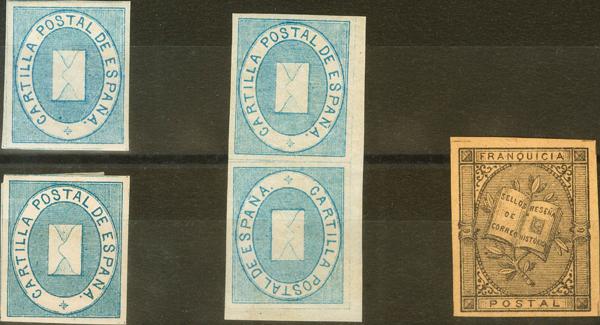 CARTILLA POSTAL DE ESPAÑA.
CARTILLA POSTAL DE ESPAÑA.
CARTILLA POSTAL DE ESPAÑA.
CARTILLA POSTAL DE ESPAÑA.
FRANQUICIA
SELLOS RESEÑA
DE
CORREO HISTÓRICA
POSTAL